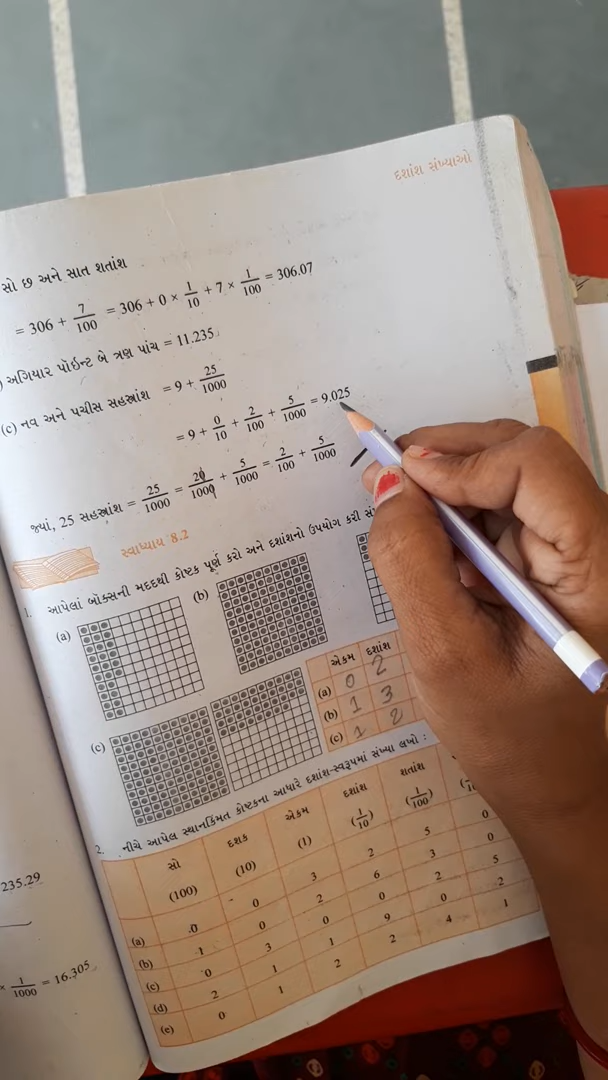 દશાંશ સંખ્યાઓ
સો છ અને સાત શતાંશ
= 306 + 7/100 = 306 + 0 × 1/10 + 7 × 1/100 = 306.07
) અગિયાર પૉઇન્ટ બે ત્રણ પાંચ = 11.235
(c) નવ અને પચીસ સહસ્રાંશ = 9 + 25/1000
= 9 + 0/10 + 2/100 + 5/1000 = 9.025
જ્યાં, 25 સહસ્રાંશ = 25/1000 = 20/1000 + 5/1000 = 2/100 + 5/1000
સ્વાધ્યાય 8.2
1. આપેલાં બૉક્સની મદદથી કોષ્ટક પૂર્ણ કરો અને દશાંશનો ઉપયોગ કરી
(a) (b)
(c)
એકમ દશાંશ
(a) 0 2
(b) 1 3
(c) 1 2
2. નીચે આપેલ સ્થાનકિંમત કોષ્ટકના આધારે દશાંશ-સ્વરૂપમાં સંખ્યા લખો :
સો (100) દશક (10) એકમ (1) દશાંશ (1/10) શતાંશ (1/100)
(a) 0 0 3 2 5 0
(b) 1 0 2 6 3 0
(c) 0 3 0 0 2 5
(d) 2 1 1 9 0 2
(e) 0 1 2 2 4 1
235.29
× 1/1000 = 16.305